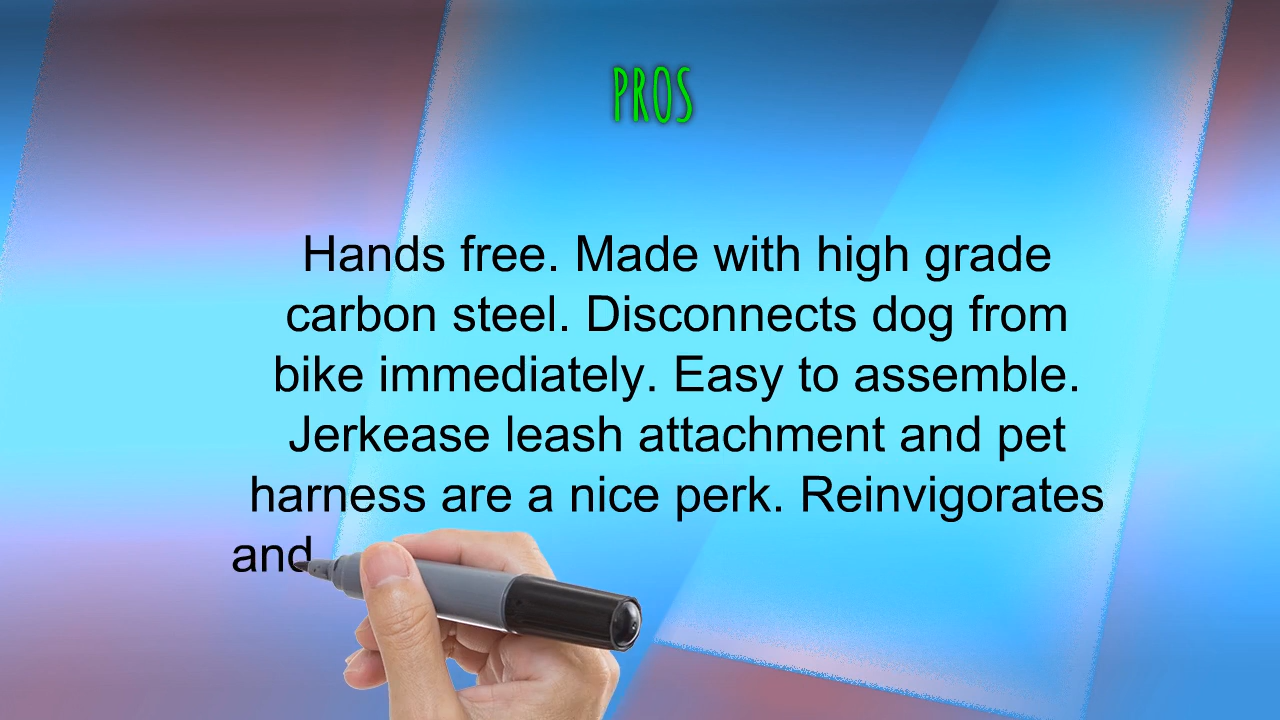 PROS
Hands free. Made with high grade
carbon steel. Disconnects dog from
bike immediately. Easy to assemble.
Jerkease leash attachment and pet
harness are a nice perk. Reinvigorates
and